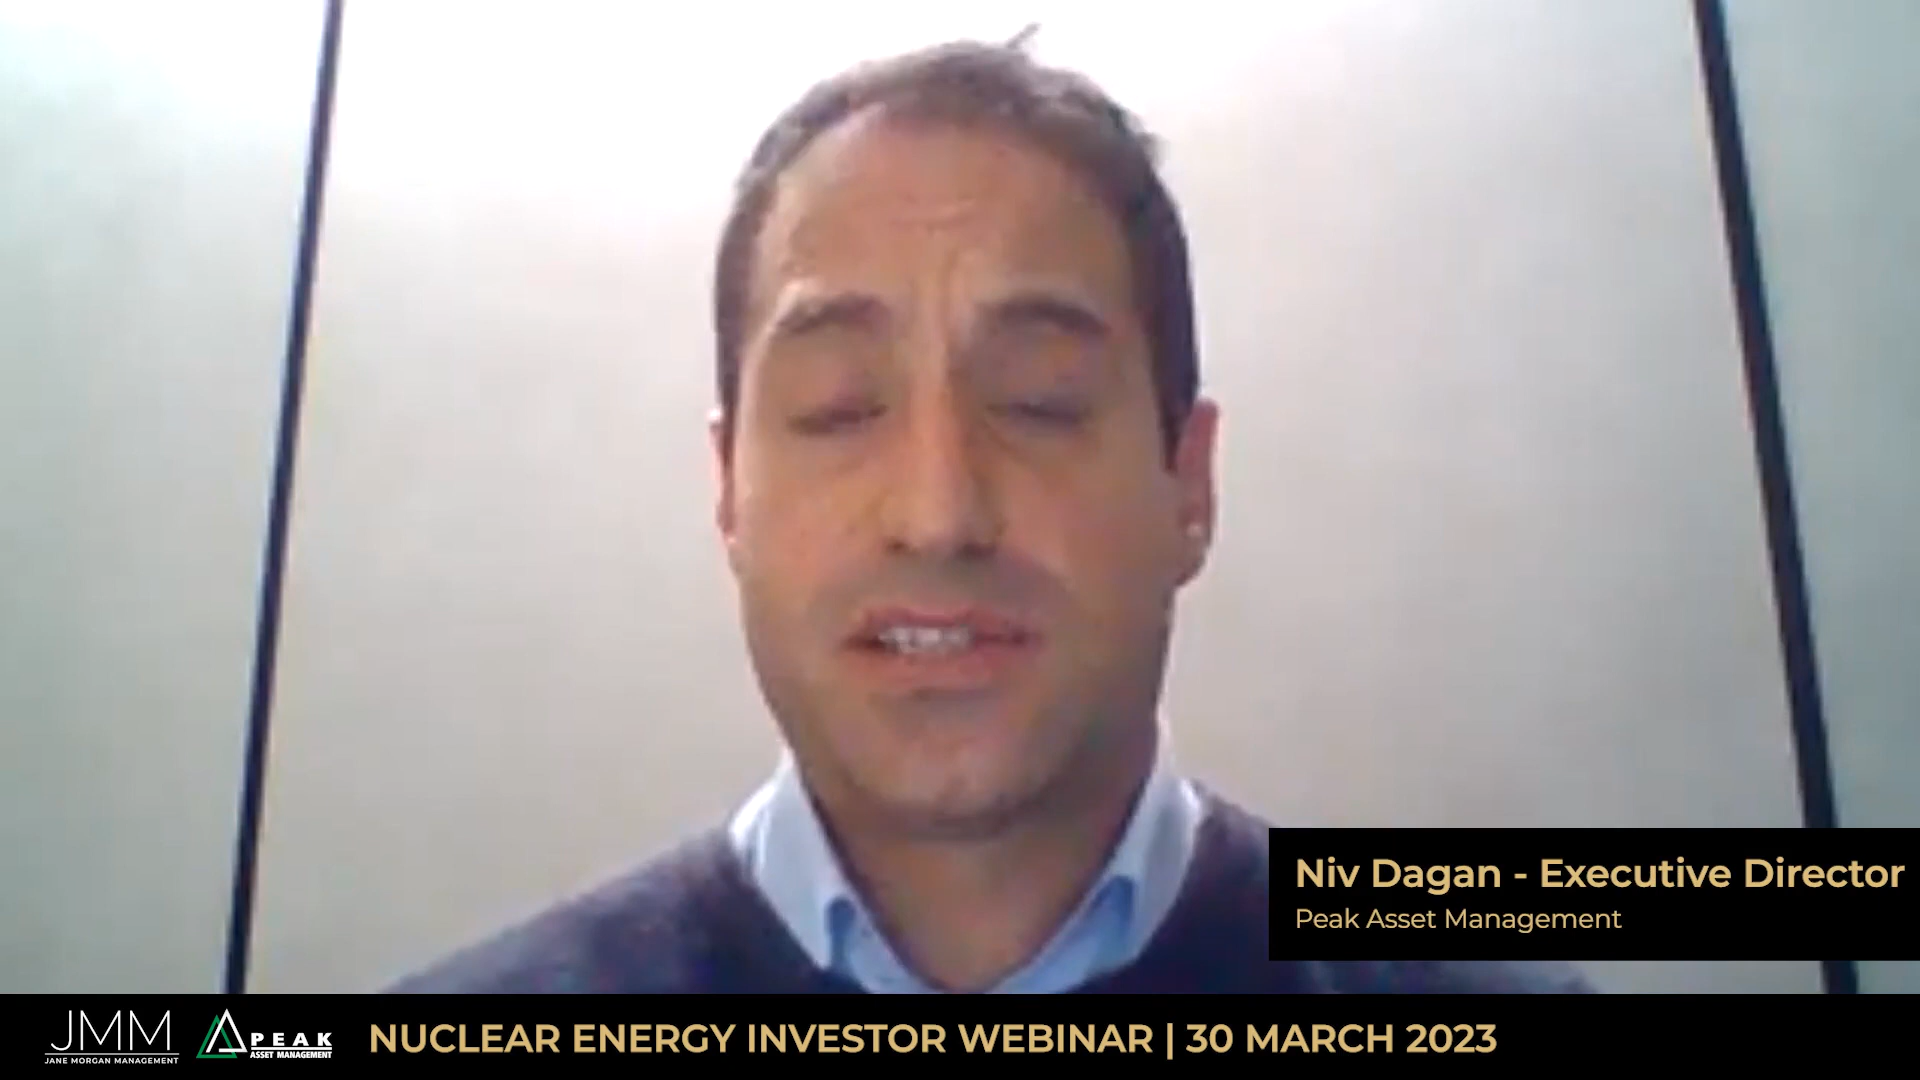 Niv Dagan - Executive Director
Peak Asset Management
JMM
JANE MORGAN MANAGEMENT
PEAK
ASSET MANAGEMENT
NUCLEAR ENERGY INVESTOR WEBINAR | 30 MARCH 2023